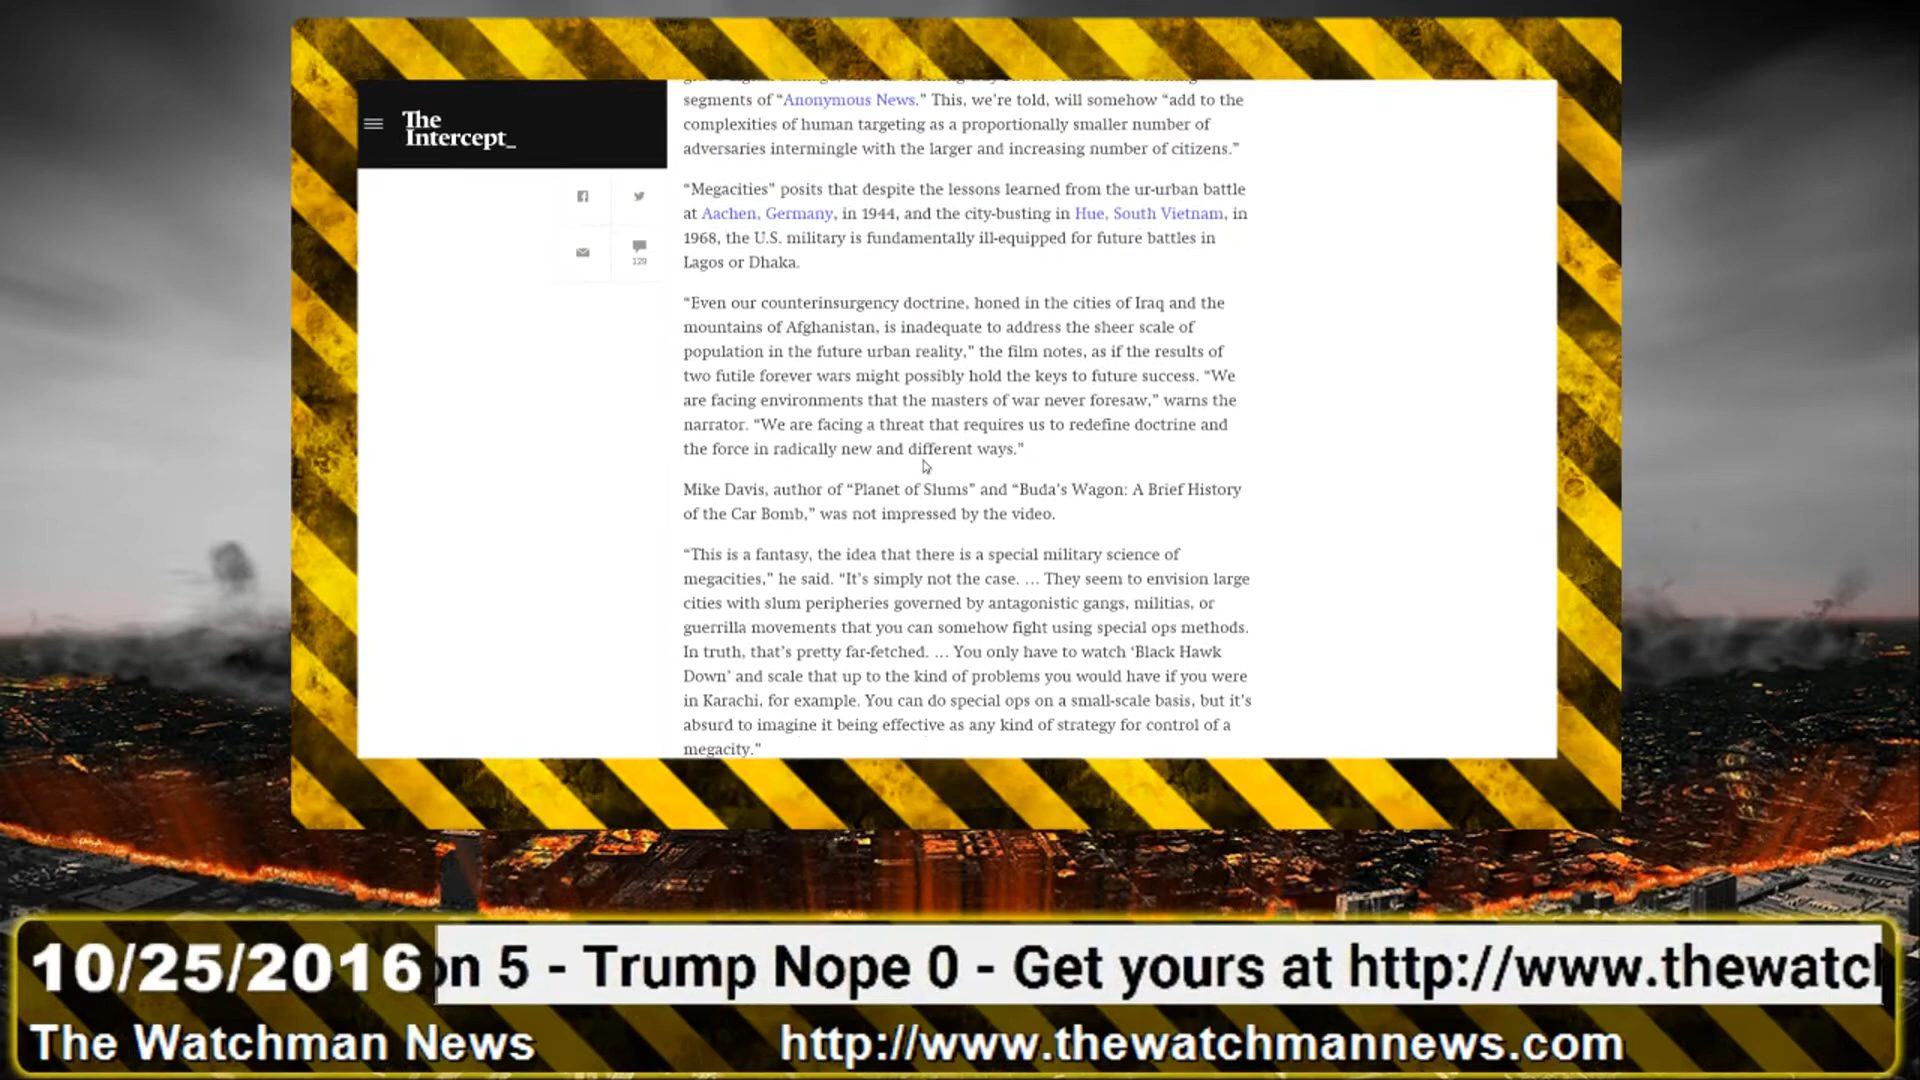 The
Intercept_
129
segments of “Anonymous News.” This, we’re told, will somehow “add to the
complexities of human targeting as a proportionally smaller number of
adversaries intermingle with the larger and increasing number of citizens.”
“Megacities” posits that despite the lessons learned from the ur-urban battle
at Aachen, Germany, in 1944, and the city-busting in Hue, South Vietnam, in
1968, the U.S. military is fundamentally ill-equipped for future battles in
Lagos or Dhaka.
“Even our counterinsurgency doctrine, honed in the cities of Iraq and the
mountains of Afghanistan, is inadequate to address the sheer scale of
population in the future urban reality,” the film notes, as if the results of
two futile forever wars might possibly hold the keys to future success. “We
are facing environments that the masters of war never foresaw,” warns the
narrator. “We are facing a threat that requires us to redefine doctrine and
the force in radically new and different ways.”
Mike Davis, author of “Planet of Slums” and “Buda’s Wagon: A Brief History
of the Car Bomb,” was not impressed by the video.
“This is a fantasy, the idea that there is a special military science of
megacities,” he said. “It’s simply not the case. … They seem to envision large
cities with slum peripheries governed by antagonistic gangs, militias, or
guerrilla movements that you can somehow fight using special ops methods.
In truth, that’s pretty far-fetched. … You only have to watch ‘Black Hawk
Down’ and scale that up to the kind of problems you would have if you were
in Karachi, for example. You can do special ops on a small-scale basis, but it’s
absurd to imagine it being effective as any kind of strategy for control of a
megacity.”
10/25/2016
on 5 - Trump Nope 0 - Get yours at http://www.thewatcl
The Watchman News
http://www.thewatchmannews.com